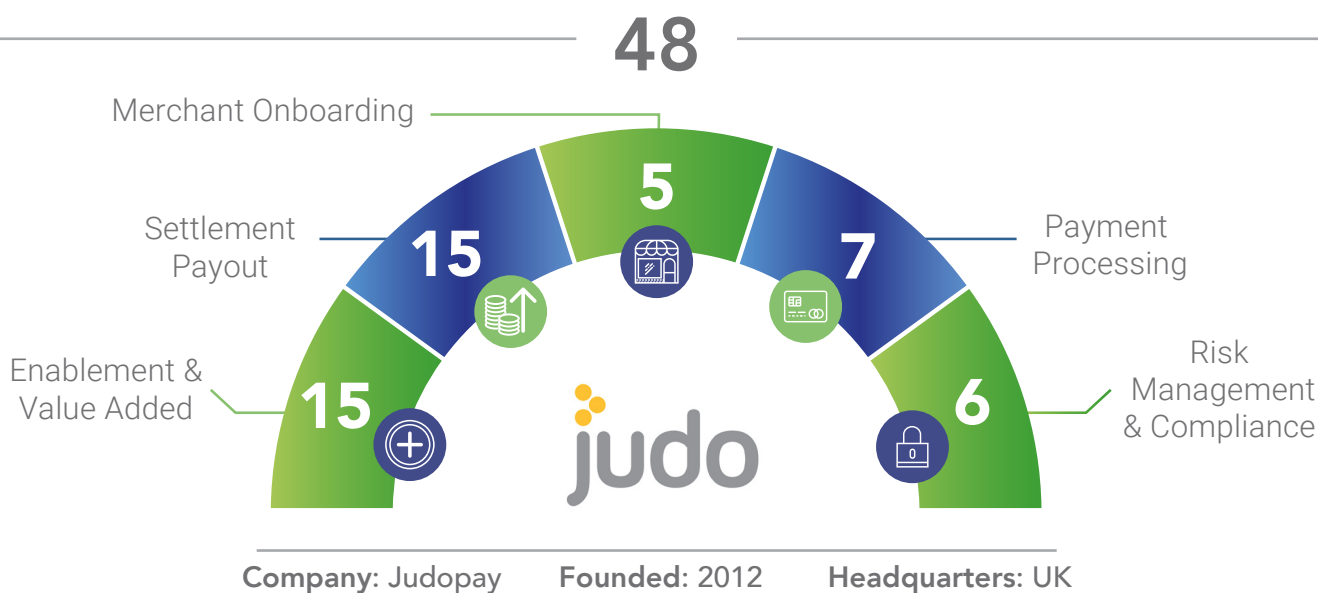 48
Merchant Onboarding
5
Settlement
Payout
15
7
Payment
Processing
Enablement &
Value Added
15
6
Risk
Management
& Compliance
judo
0
Company: Judopay Founded: 2012 Headquarters: UK